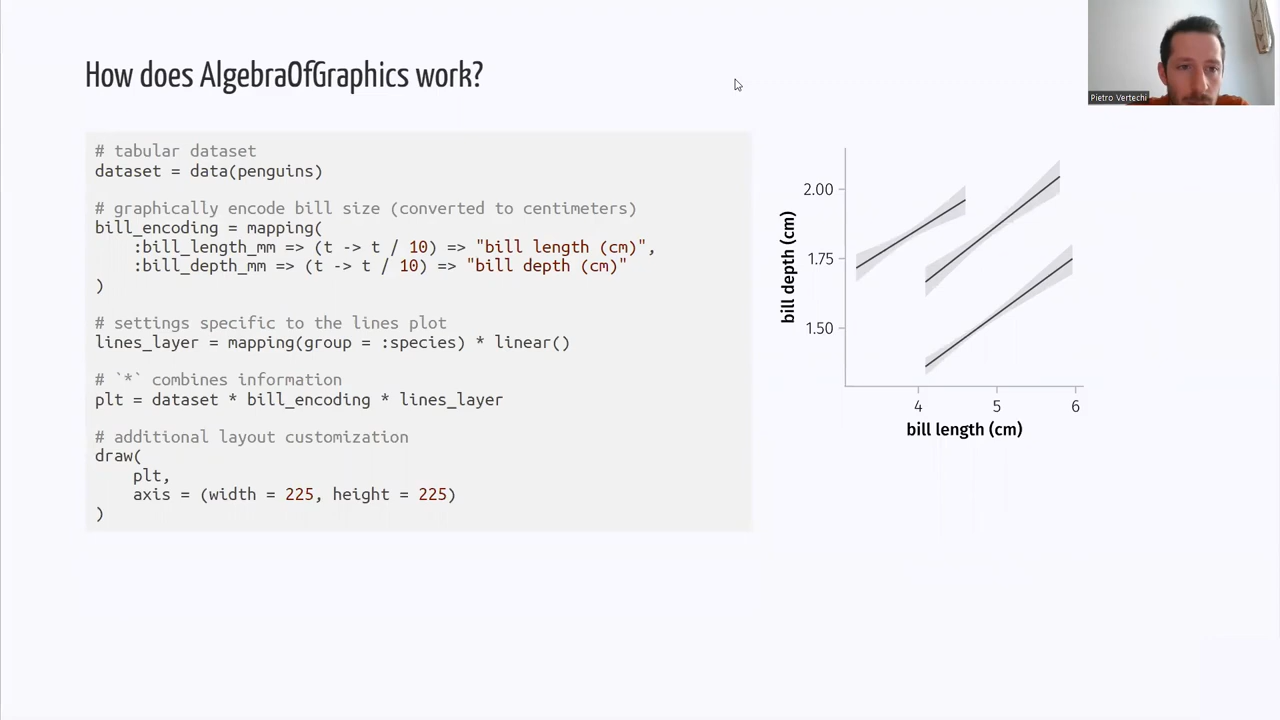 How does AlgebraOfGraphics work?
Pietro Vertechi
# tabular dataset
dataset = data(penguins)
# graphically encode bill size (converted to centimeters)
bill_encoding = mapping(
    :bill_length_mm => (t -> t / 10) => "bill length (cm)",
    :bill_depth_mm => (t -> t / 10) => "bill depth (cm)"
)
# settings specific to the lines plot
lines_layer = mapping(group = :species) * linear()
# `*` combines information
plt = dataset * bill_encoding * lines_layer
# additional layout customization
draw(
    plt,
    axis = (width = 225, height = 225)
)
bill depth (cm)
2.00
1.75
1.50
4 5 6
bill length (cm)